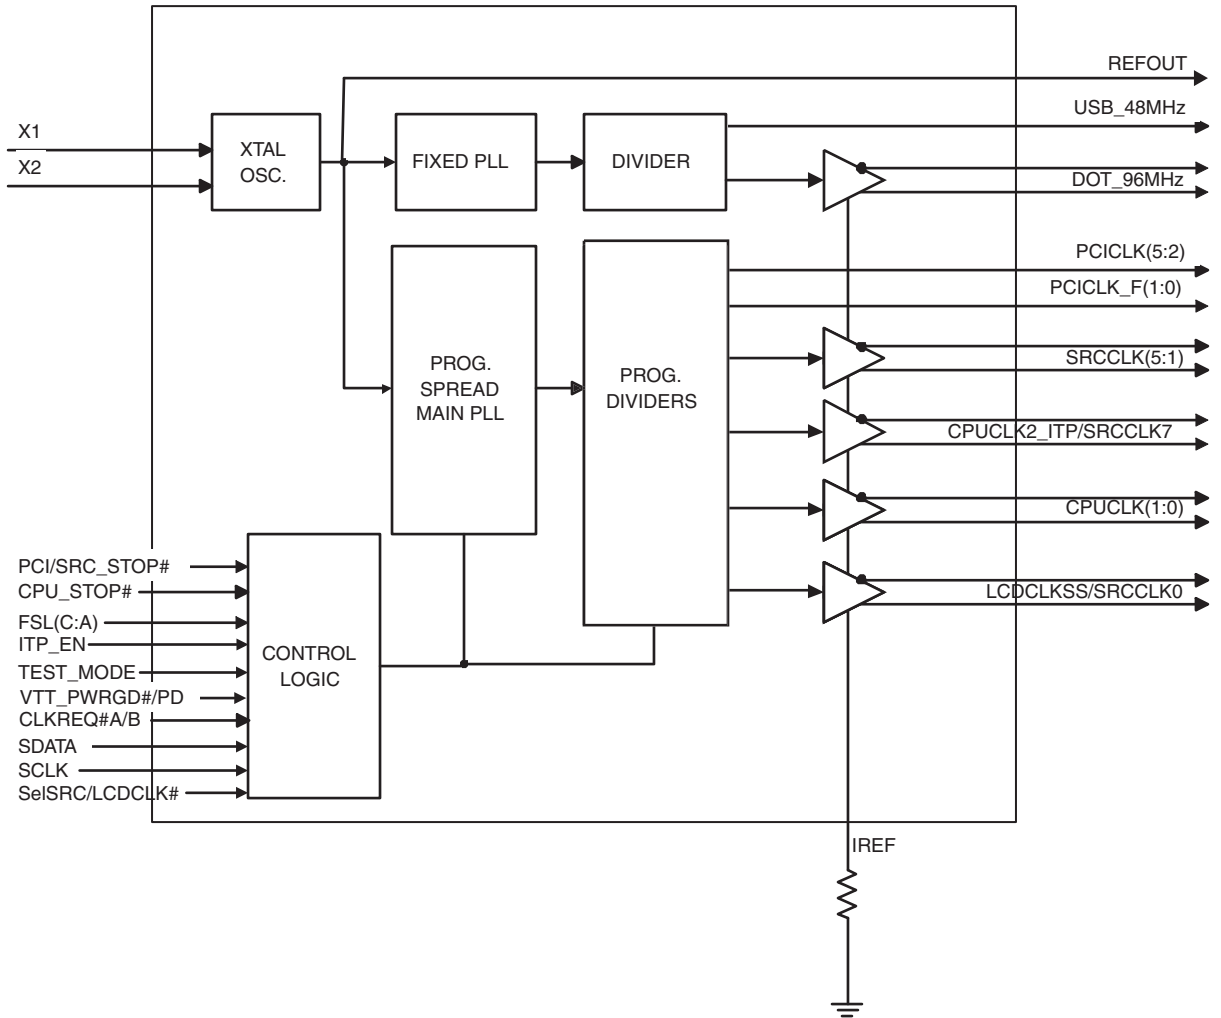 REFOUT
USB_48MHz
X1
X2
XTAL
OSC.
FIXED PLL
DIVIDER
DOT_96MHz
PCICLK(5:2)
PCICLK_F(1:0)
PROG.
SPREAD
MAIN PLL
PROG.
DIVIDERS
SRCCLK(5:1)
CPUCLK2_ITP/SRCCLK7
CPUCLK(1:0)
LCDCLKSS/SRCCLK0
PCI/SRC_STOP#
CPU_STOP#
FSL(C:A)
ITP_EN
TEST_MODE
VTT_PWRGD#/PD
CLKREQ#A/B
SDATA
SCLK
SelSRC/LCDCLK#
CONTROL
LOGIC
IREF